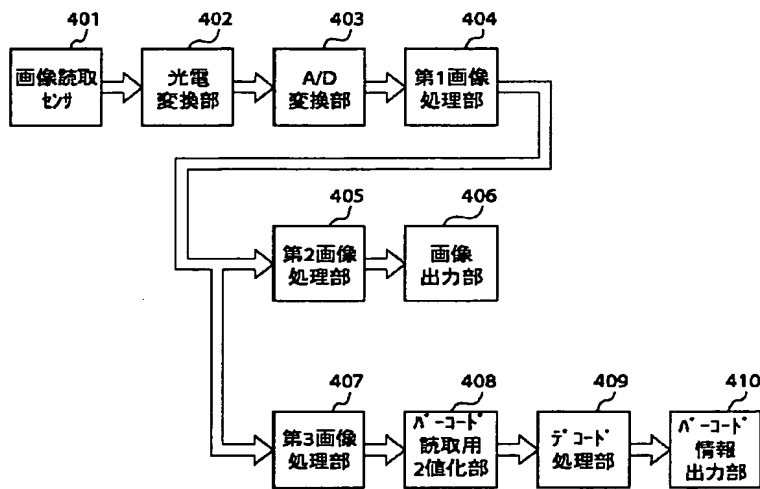 401
402
403
404
画像読取
ｾﾝｻ
光電
変換部
A/D
変換部
第1画像
処理部
405
406
第2画像
処理部
画像
出力部
407
408
409
410
第3画像
処理部
ﾊﾞｰｺｰﾄﾞ
読取用
2値化部
ﾃﾞｺｰﾄﾞ
処理部
ﾊﾞｰｺｰﾄﾞ
情報
出力部